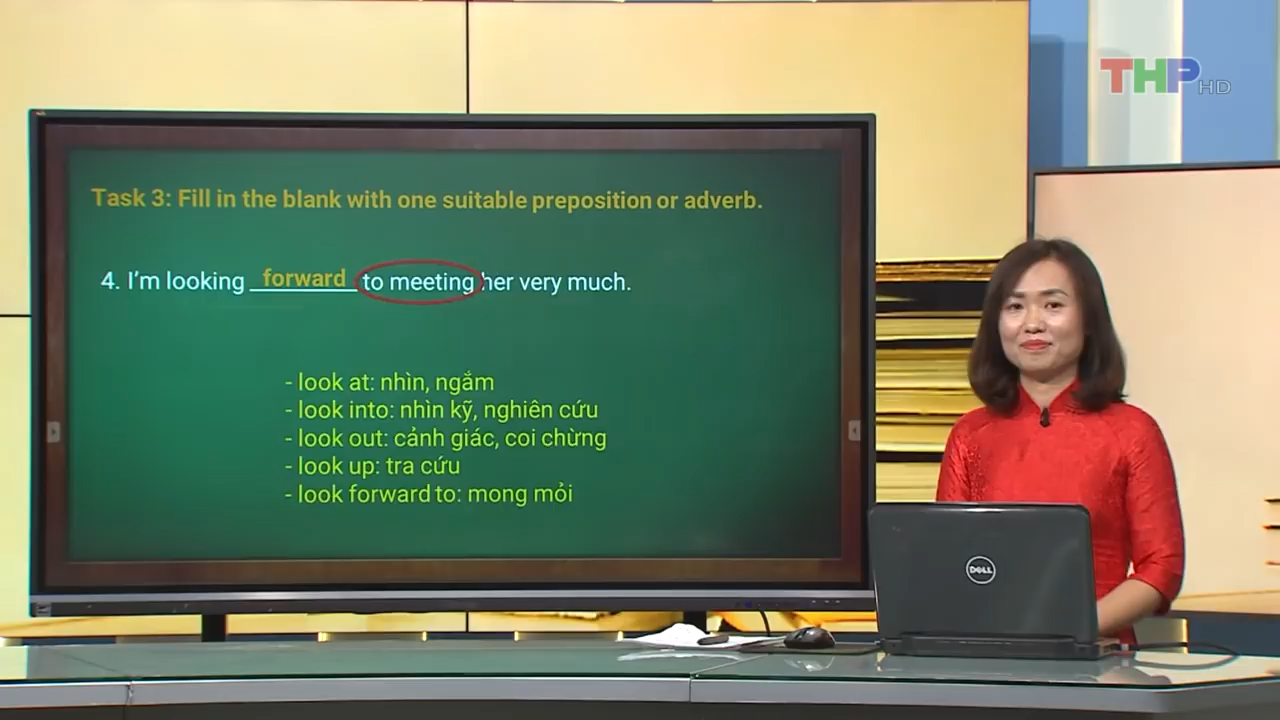 THP HD
Task 3: Fill in the blank with one suitable preposition or adverb.
4. I'm looking forward to meeting her very much.
- look at: nhìn, ngắm
- look into: nhìn kỹ, nghiên cứu
- look out: cảnh giác, coi chừng
- look up: tra cứu
- look forward to: mong mỏi
DELL